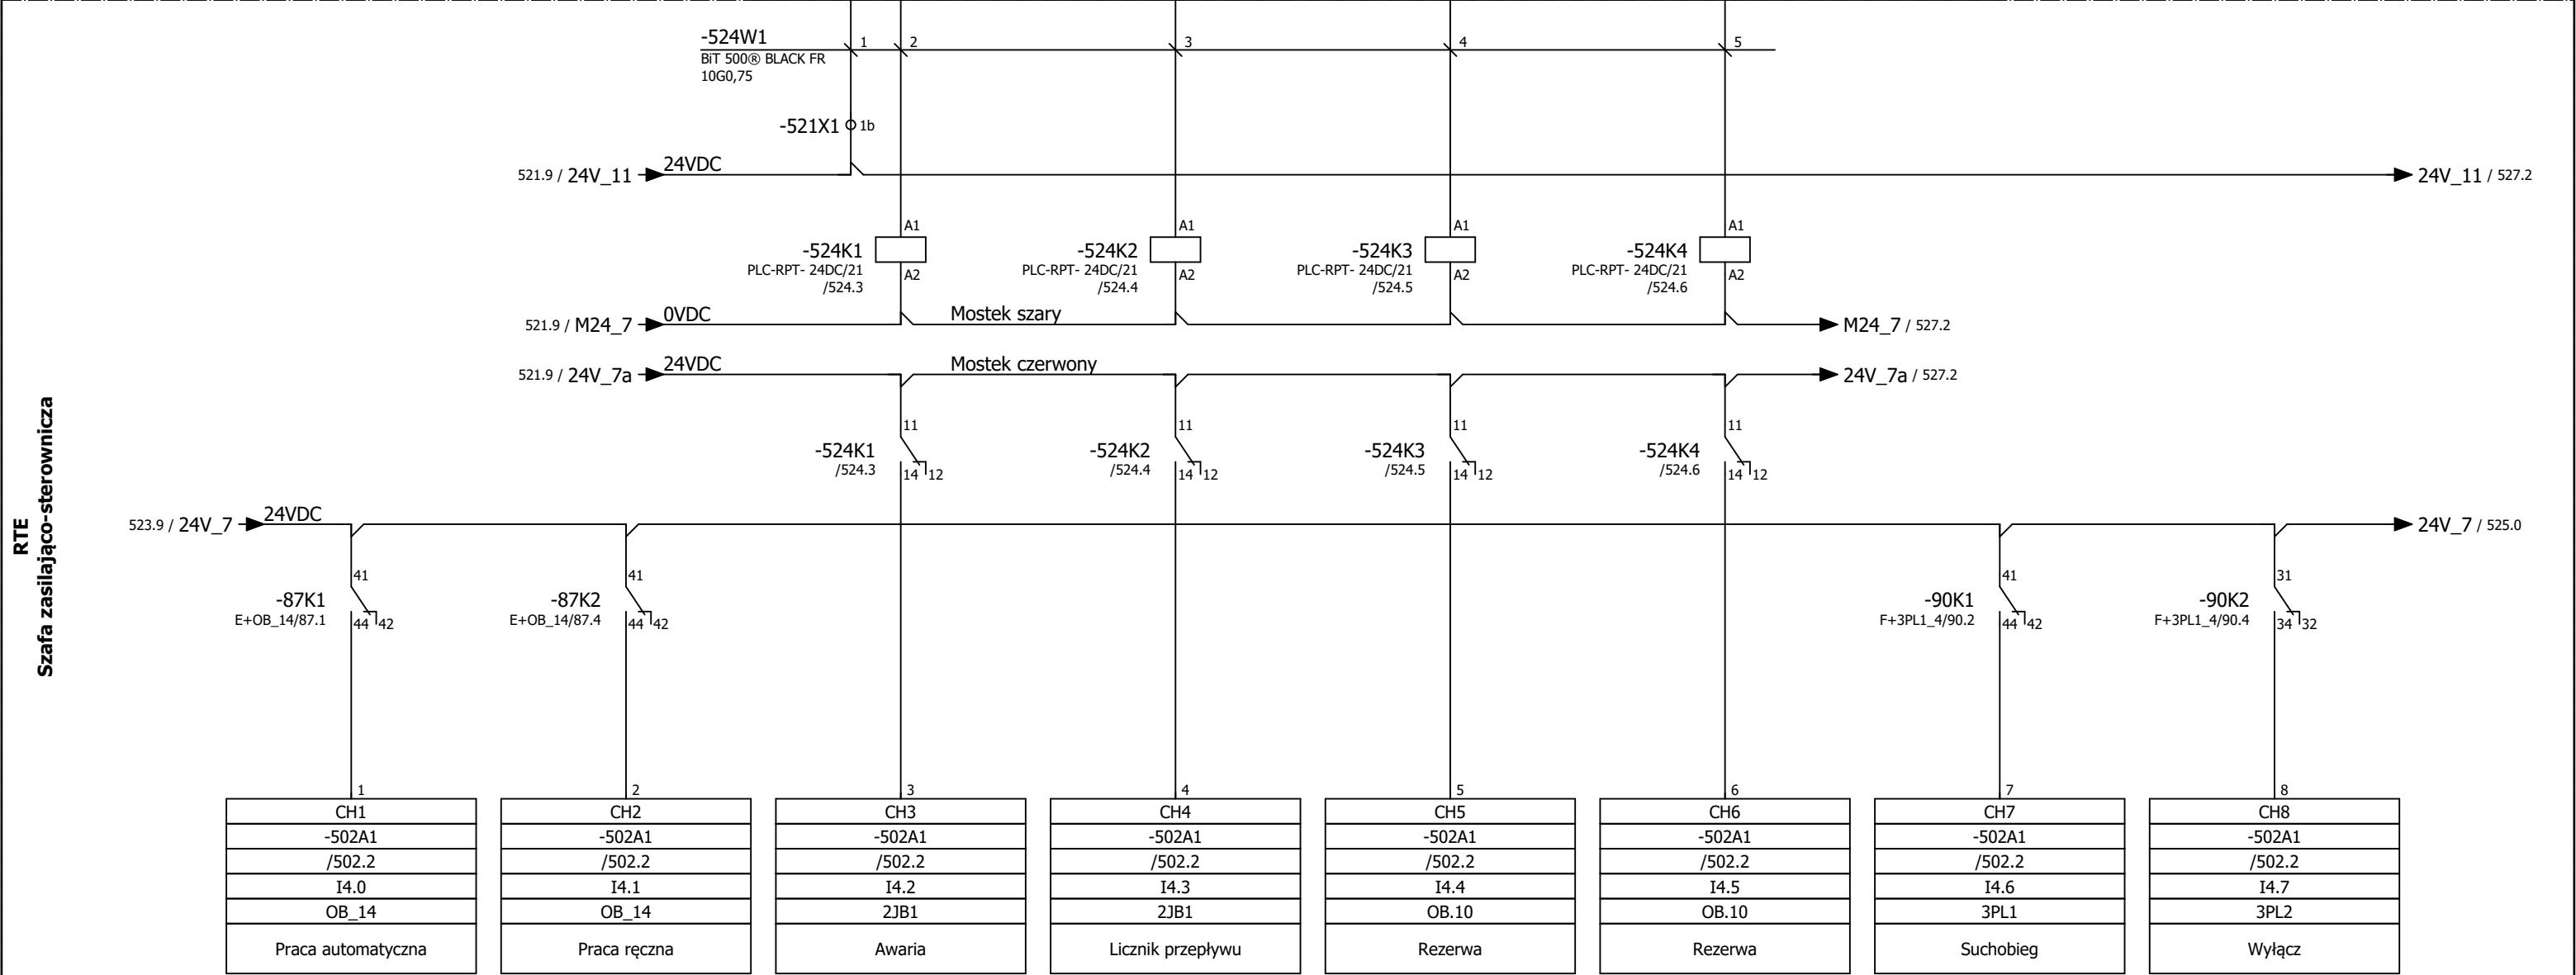 -524W1
BiT 500® BLACK FR
10G0,75
1
2
3
4
5
-521X1
1b
521.9 / 24V_11
24VDC
24V_11 / 527.2
A1
A1
A1
A1
-524K1
PLC-RPT- 24DC/21
/524.3
-524K2
PLC-RPT- 24DC/21
/524.4
-524K3
PLC-RPT- 24DC/21
/524.5
-524K4
PLC-RPT- 24DC/21
/524.6
A2
A2
A2
A2
521.9 / M24_7
0VDC
Mostek szary
M24_7 / 527.2
521.9 / 24V_7a
24VDC
Mostek czerwony
24V_7a / 527.2
11
11
11
11
-524K1
/524.3
14 12
-524K2
/524.4
14 12
-524K3
/524.5
14 12
-524K4
/524.6
14 12
RTE
Szafa zasilająco-sterownicza
523.9 / 24V_7
24VDC
24V_7 / 525.0
41
-87K1
E+OB_14/87.1
44 42
41
-87K2
E+OB_14/87.4
44 42
41
-90K1
F+3PL1_4/90.2
44 42
31
-90K2
F+3PL1_4/90.4
34 32
1
CH1
-502A1
/502.2
I4.0
OB_14
Praca automatyczna
2
CH2
-502A1
/502.2
I4.1
OB_14
Praca ręczna
3
CH3
-502A1
/502.2
I4.2
2JB1
Awaria
4
CH4
-502A1
/502.2
I4.3
2JB1
Licznik przepływu
5
CH5
-502A1
/502.2
I4.4
OB.10
Rezerwa
6
CH6
-502A1
/502.2
I4.5
OB.10
Rezerwa
7
CH7
-502A1
/502.2
I4.6
3PL1
Suchobieg
8
CH8
-502A1
/502.2
I4.7
3PL2
Wyłącz